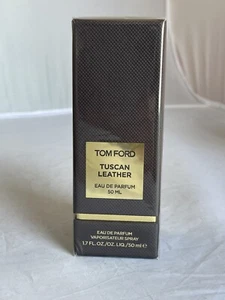 TOM FORD
TUSCAN
LEATHER
EAU DE PARFUM
50 ML
EAU DE PARFUM
VAPORISATEUR SPRAY
1.7 FL.OZ./OZ. LIQ./50 ml ℮